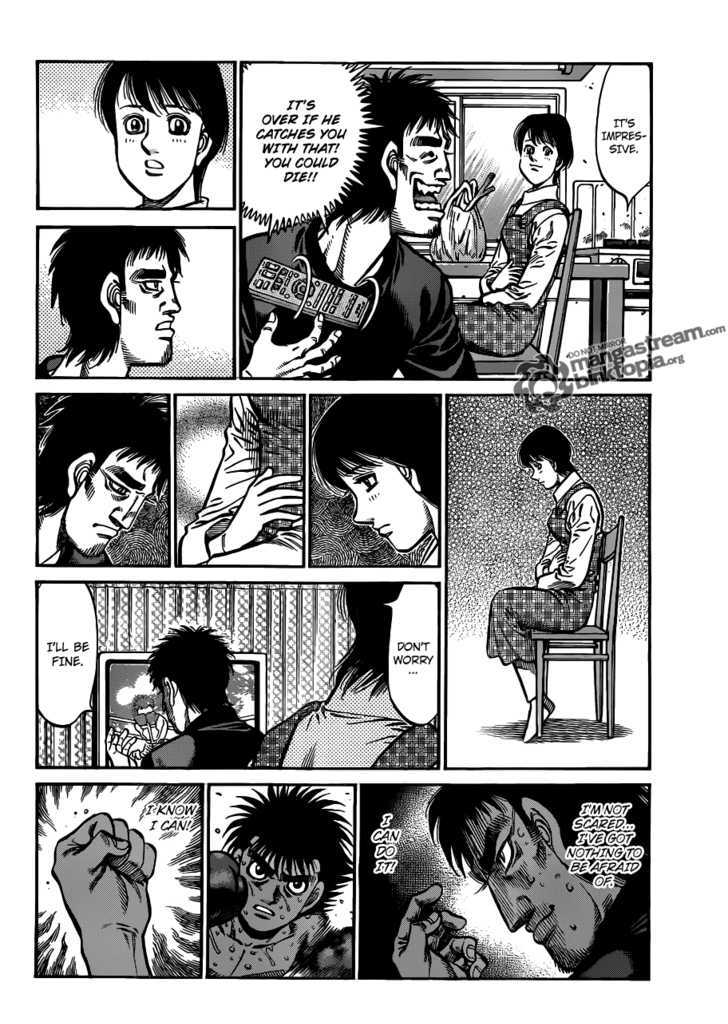 IT'S
IMPRES-
SIVE.
IT'S
OVER IF HE
CATCHES YOU
WITH THAT!
YOU COULD
DIE!!
DO NOT MIRROR
mangastream.com
binktopia.org
DON'T
WORRY
...
I'LL BE
FINE.
I'M NOT
SCARED...
I'VE GOT
NOTHING TO
BE AFRAID
OF.
I
CAN
DO
IT!
I KNOW
I CAN!